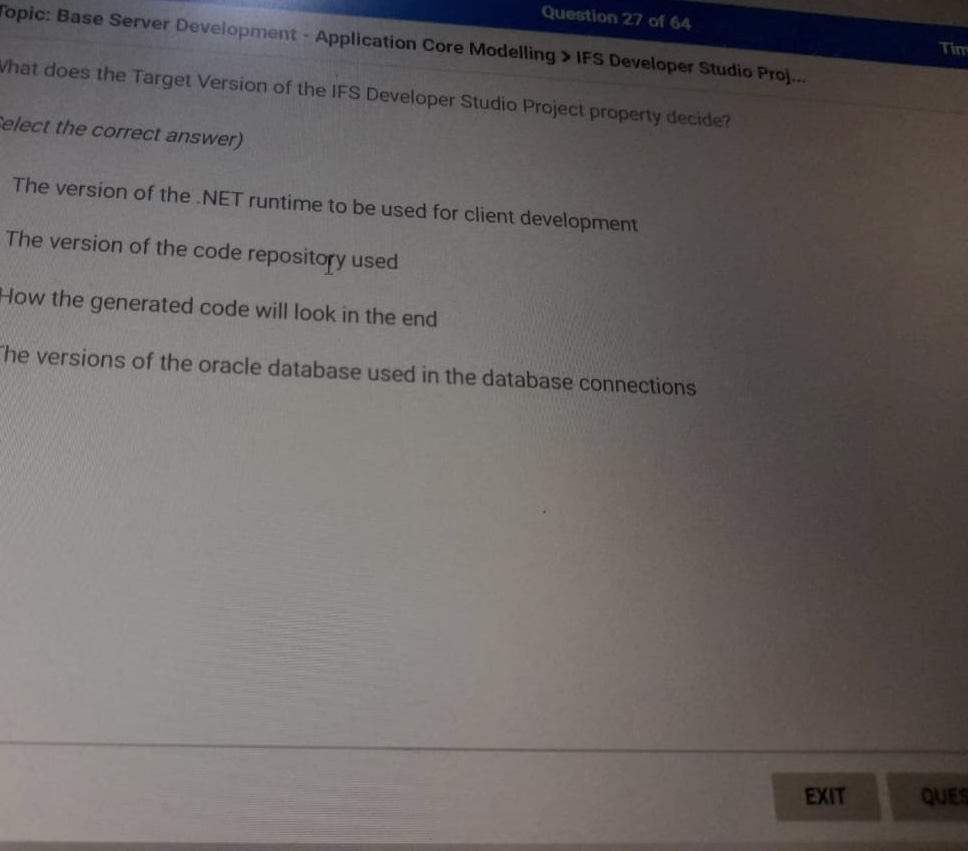 Question 27 of 64
Tim
Topic: Base Server Development - Application Core Modelling > IFS Developer Studio Proj...
What does the Target Version of the IFS Developer Studio Project property decide?
elect the correct answer)
The version of the .NET runtime to be used for client development
The version of the code repository used
How the generated code will look in the end
The versions of the oracle database used in the database connections
EXIT
QUES